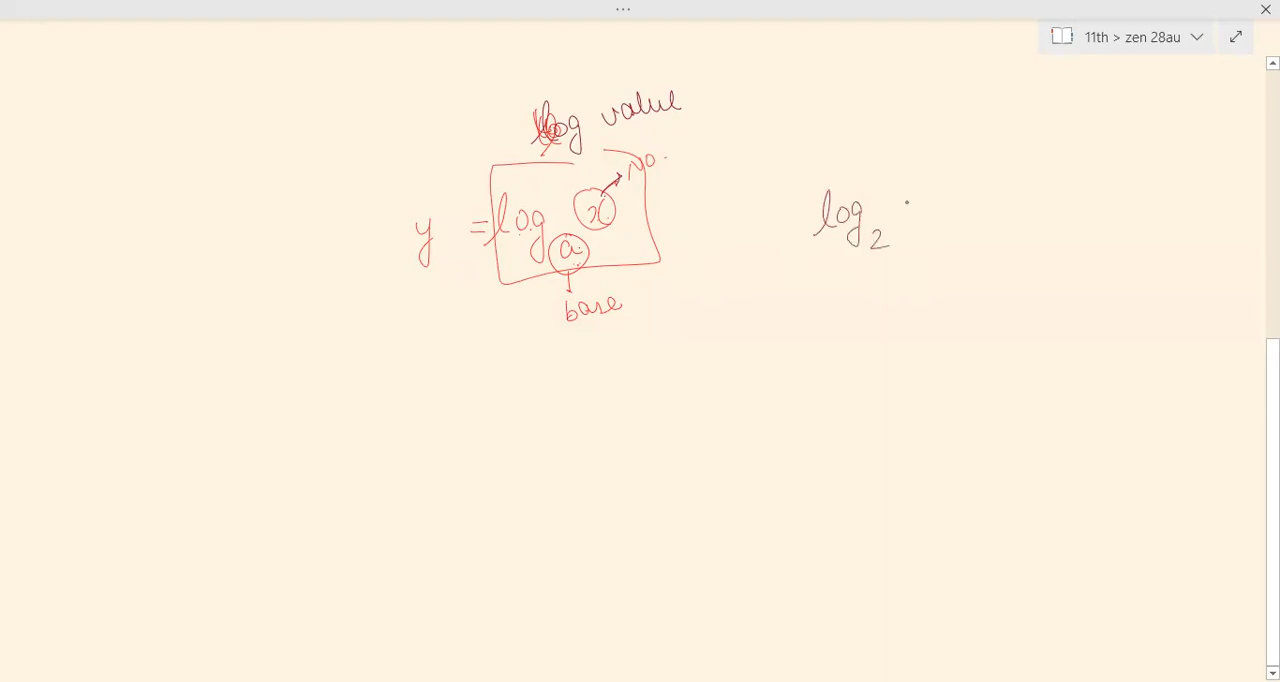 11th > zen 28au
log value
No.
y = log a x
log 2
base